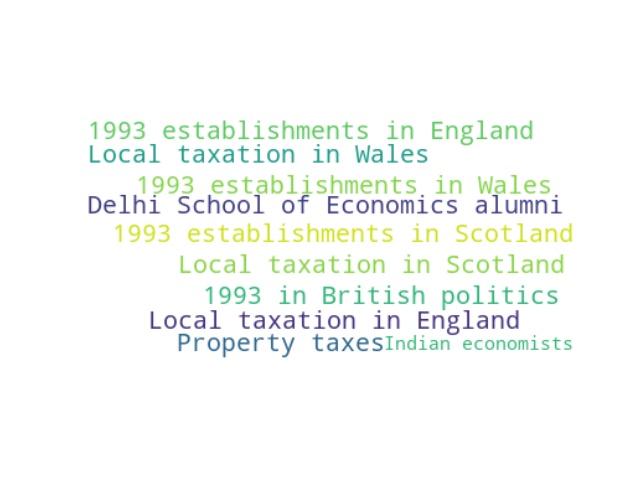 1993 establishments in England
Local taxation in Wales
1993 establishments in Wales
Delhi School of Economics alumni
1993 establishments in Scotland
Local taxation in Scotland
1993 in British politics
Local taxation in England
Property taxes
Indian economists